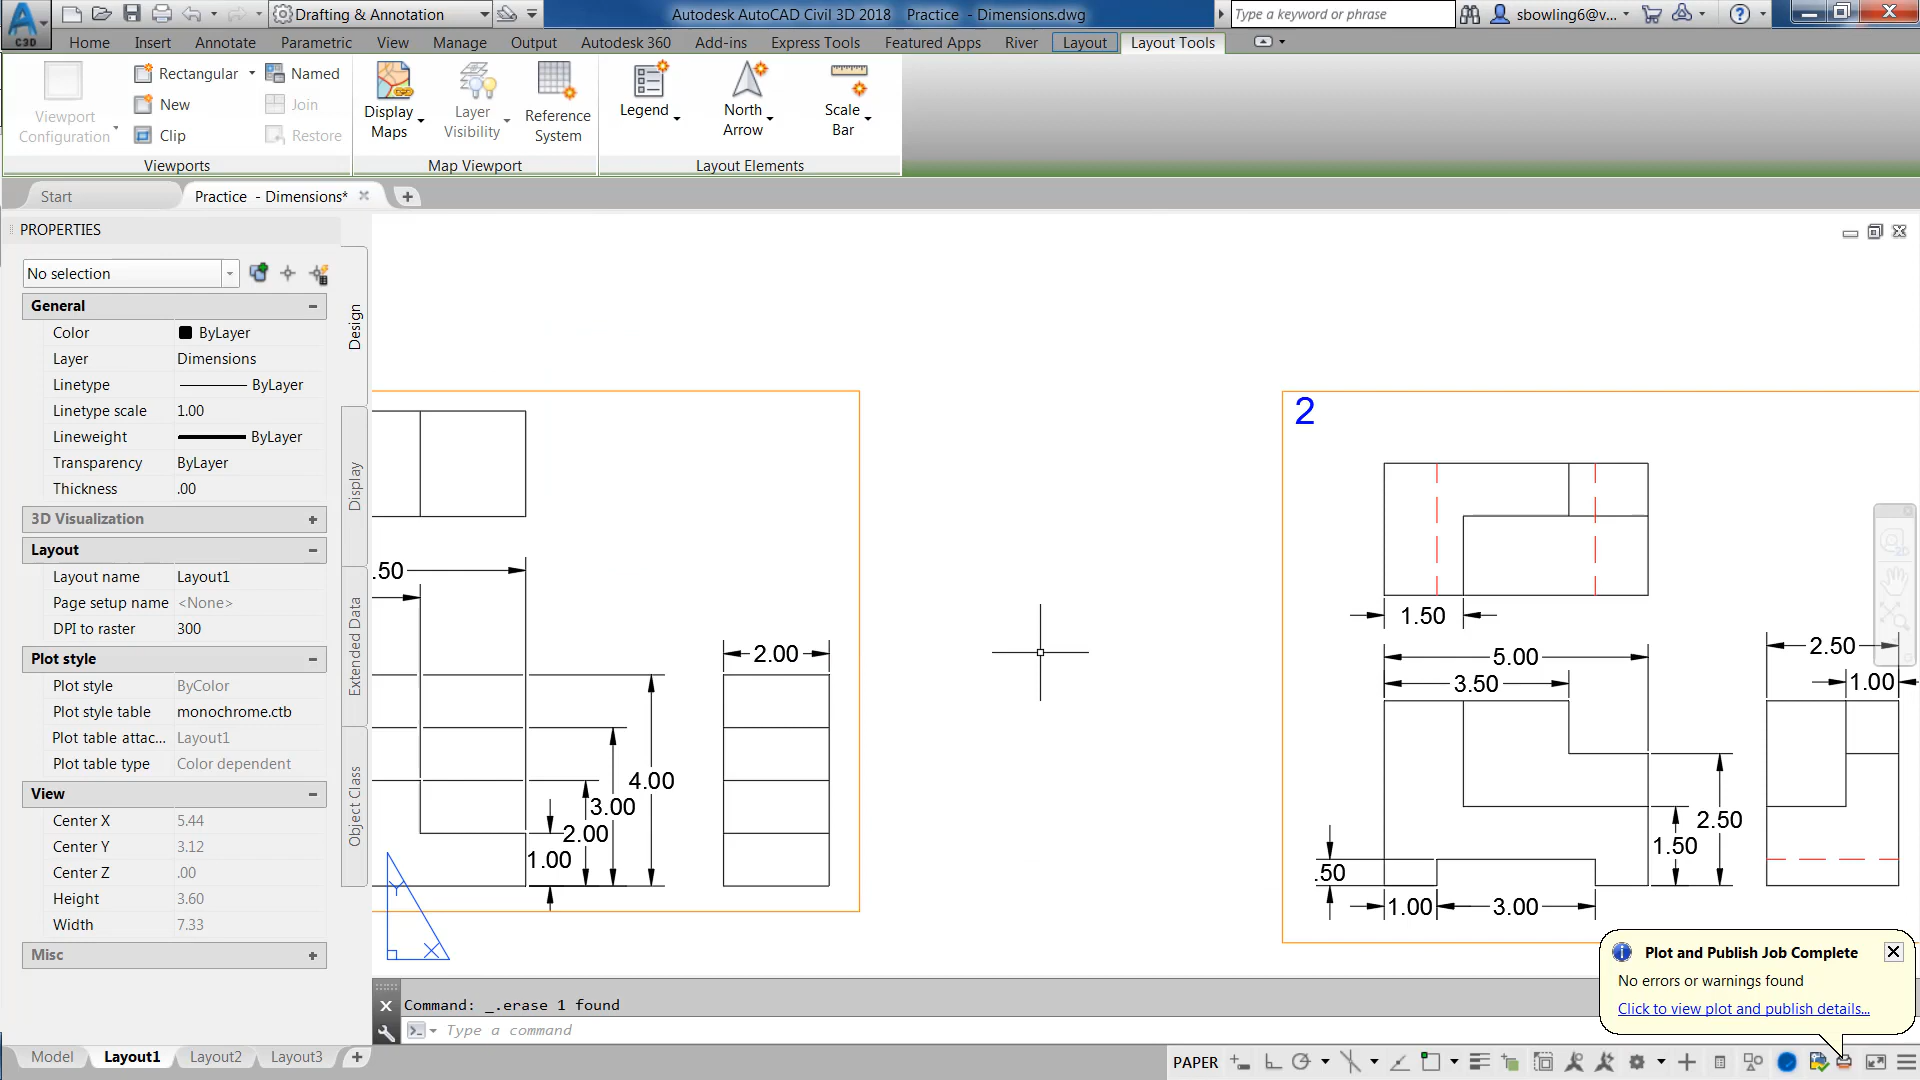 Drafting & Annotation
Autodesk AutoCAD Civil 3D 2018 Practice - Dimensions.dwg
Type a keyword or phrase
sbowling6@v...
C3D
Home Insert Annotate Parametric View Manage Output Autodesk 360 Add-ins Express Tools Featured Apps River Layout Layout Tools
Viewport Configuration
Rectangular
New
Clip
Named
Join
Restore
Display Maps
Layer Visibility
Reference System
Legend
North Arrow
Scale Bar
Viewports
Map Viewport
Layout Elements
Start
Practice - Dimensions*
PROPERTIES
No selection
General
Color ByLayer
Layer Dimensions
Linetype ByLayer
Linetype scale 1.00
Lineweight ByLayer
Transparency ByLayer
Thickness .00
3D Visualization
Layout
Layout name Layout1
Page setup name <None>
DPI to raster 300
Plot style
Plot style ByColor
Plot style table monochrome.ctb
Plot table attac... Layout1
Plot table type Color dependent
View
Center X 5.44
Center Y 3.12
Center Z .00
Height 3.60
Width 7.33
Misc
Design
Display
Extended Data
Object Class
.50
2.00
4.00
3.00
2.00
1.00
Y
X
2
1.50
5.00
3.50
2.50
1.00
2.50
1.50
.50
1.00
3.00
Command: _.erase 1 found
Type a command
Plot and Publish Job Complete
No errors or warnings found
Click to view plot and publish details...
Model Layout1 Layout2 Layout3
PAPER